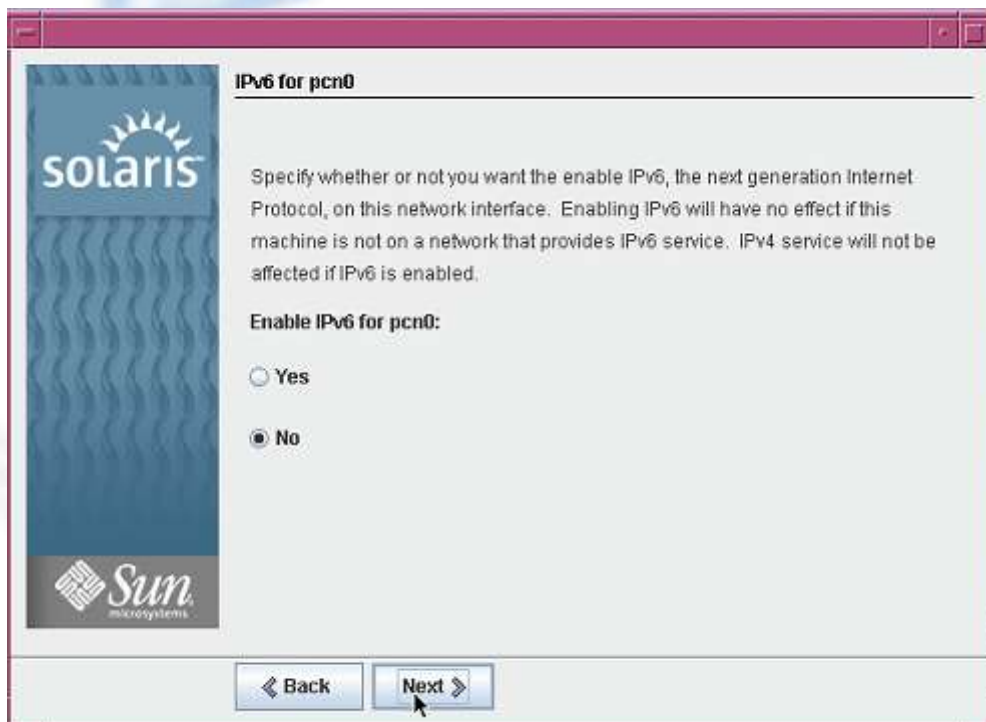 IPv6 for pcn0
solaris
Specify whether or not you want the enable IPv6, the next generation Internet
Protocol, on this network interface. Enabling IPv6 will have no effect if this
machine is not on a network that provides IPv6 service. IPv4 service will not be
affected if IPv6 is enabled.
Enable IPv6 for pcn0:
Yes
No
Sun
microsystems
Back
Next